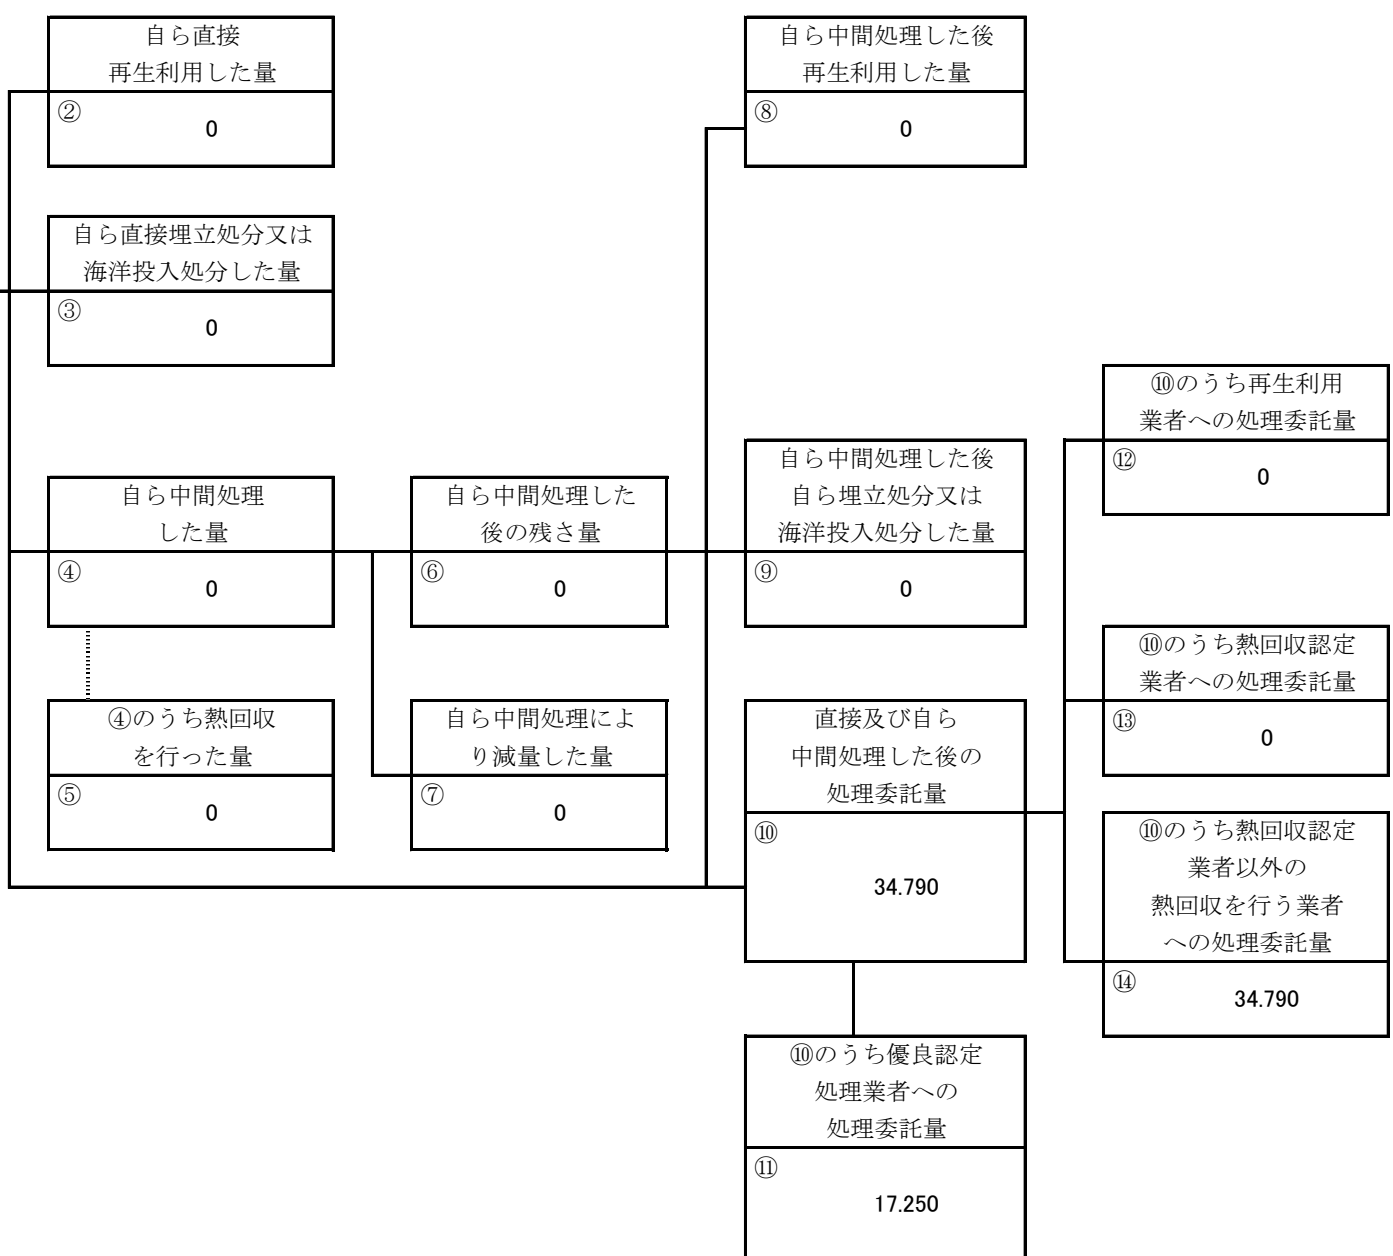 自ら直接
再生利用した量
②
0
自ら中間処理した後
再生利用した量
⑧
0
自ら直接埋立処分又は
海洋投入処分した量
③
0
⑩のうち再生利用
業者への処理委託量
⑫
0
自ら中間処理
した量
④
0
自ら中間処理した
後の残さ量
⑥
0
自ら中間処理した後
自ら埋立処分又は
海洋投入処分した量
⑨
0
⑩のうち熱回収認定
業者への処理委託量
⑬
0
④のうち熱回収
を行った量
⑤
0
自ら中間処理によ
り減量した量
⑦
0
直接及び自ら
中間処理した後の
処理委託量
⑩
34.790
⑩のうち熱回収認定
業者以外の
熱回収を行う業者
への処理委託量
⑭
34.790
⑩のうち優良認定
処理業者への
処理委託量
⑪
17.250